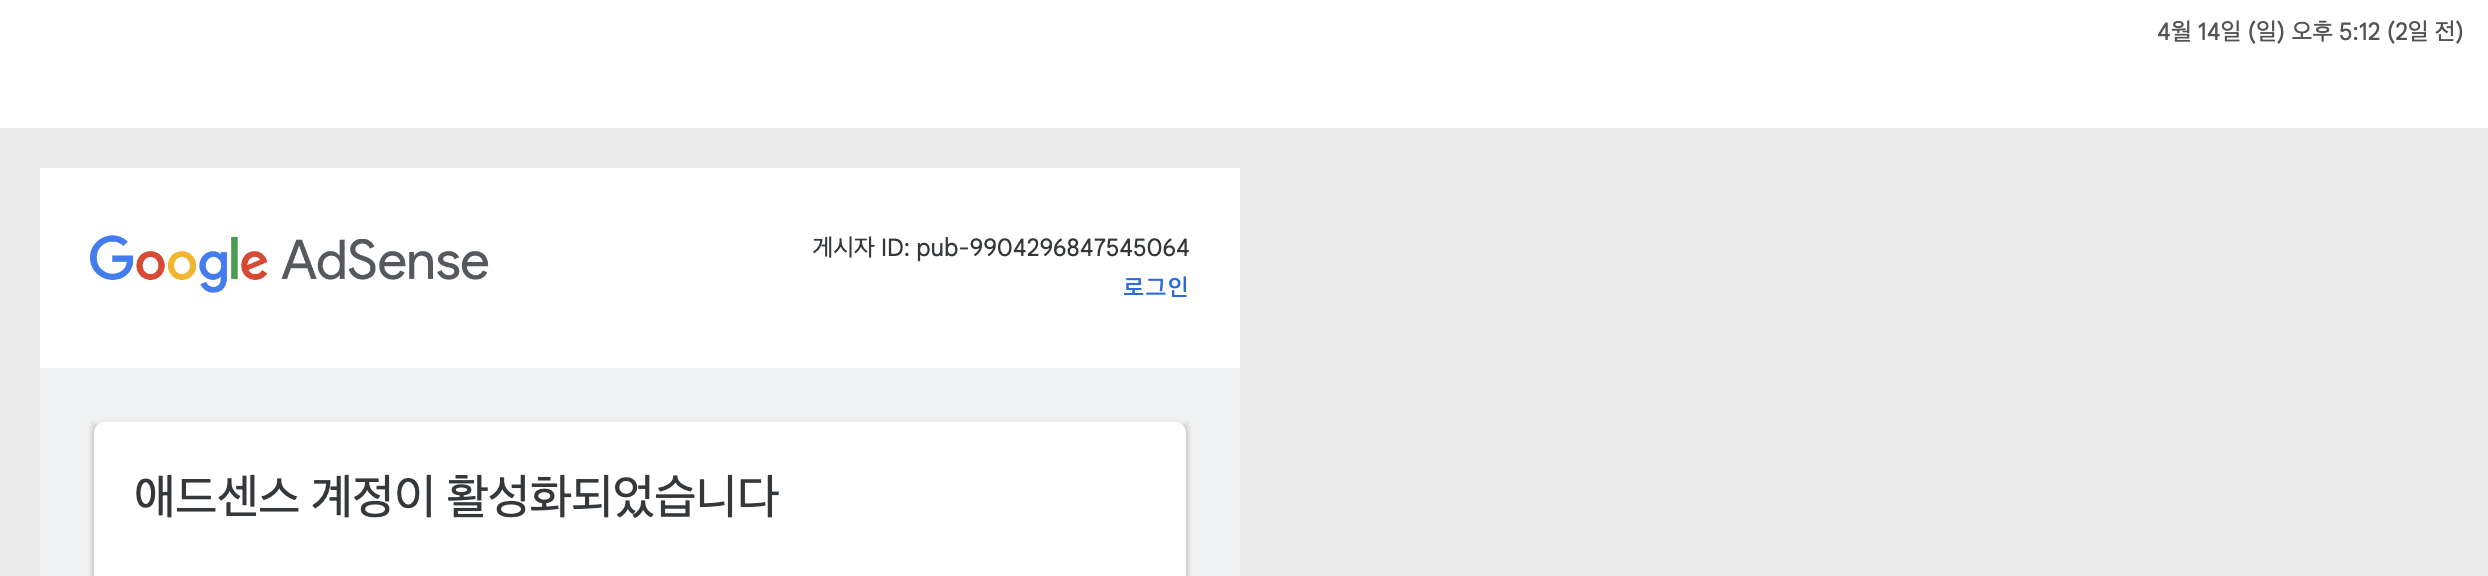 4월 14일 (일) 오후 5:12 (2일 전)
Google AdSense
게시자 ID: pub-9904296847545064
로그인
애드센스 계정이 활성화되었습니다